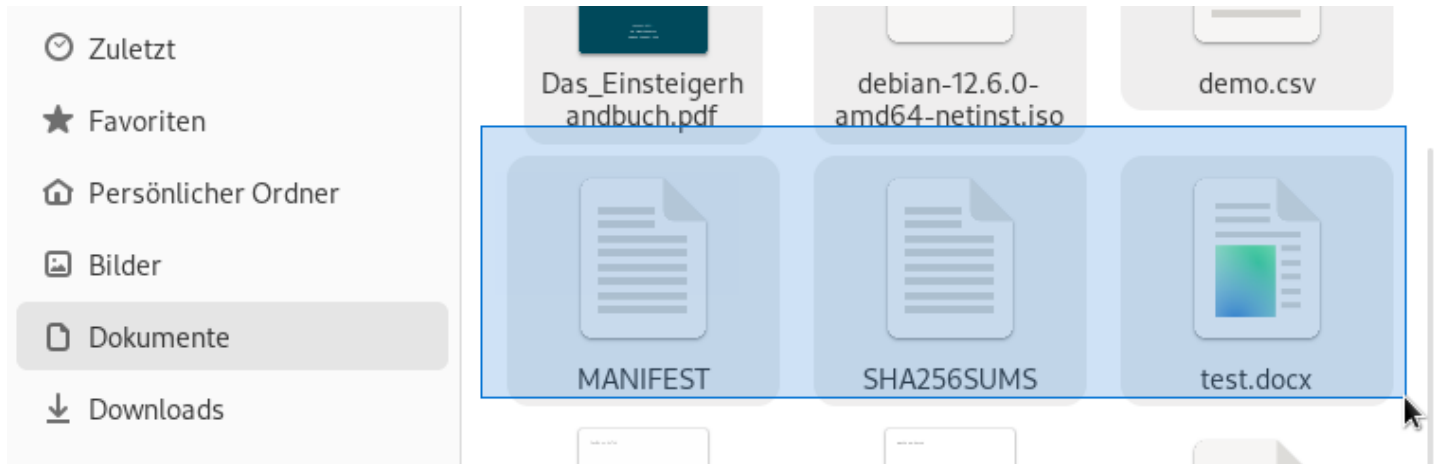 Zuletzt
Favoriten
Persönlicher Ordner
Bilder
Dokumente
Downloads
Das_Einsteigerh
andbuch.pdf
debian-12.6.0-
amd64-netinst.iso
demo.csv
MANIFEST
SHA256SUMS
test.docx